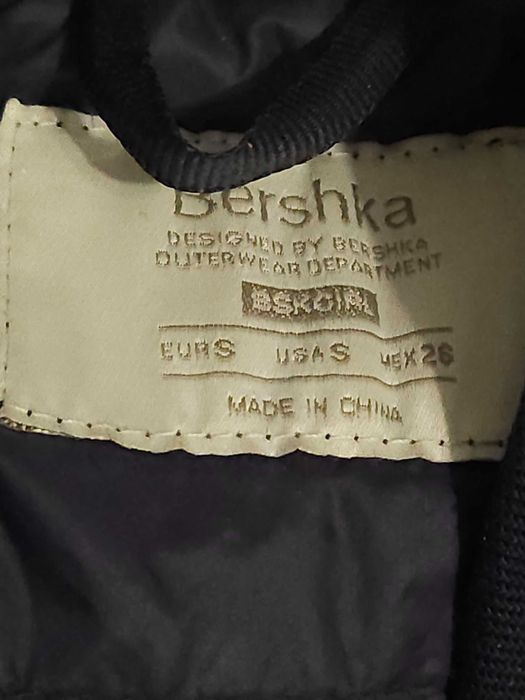 Bershka
DESIGNED BY BERSHKA
OUTERWEAR DEPARTMENT
BSKGIRL
EUR S USA S MEX 26
MADE IN CHINA